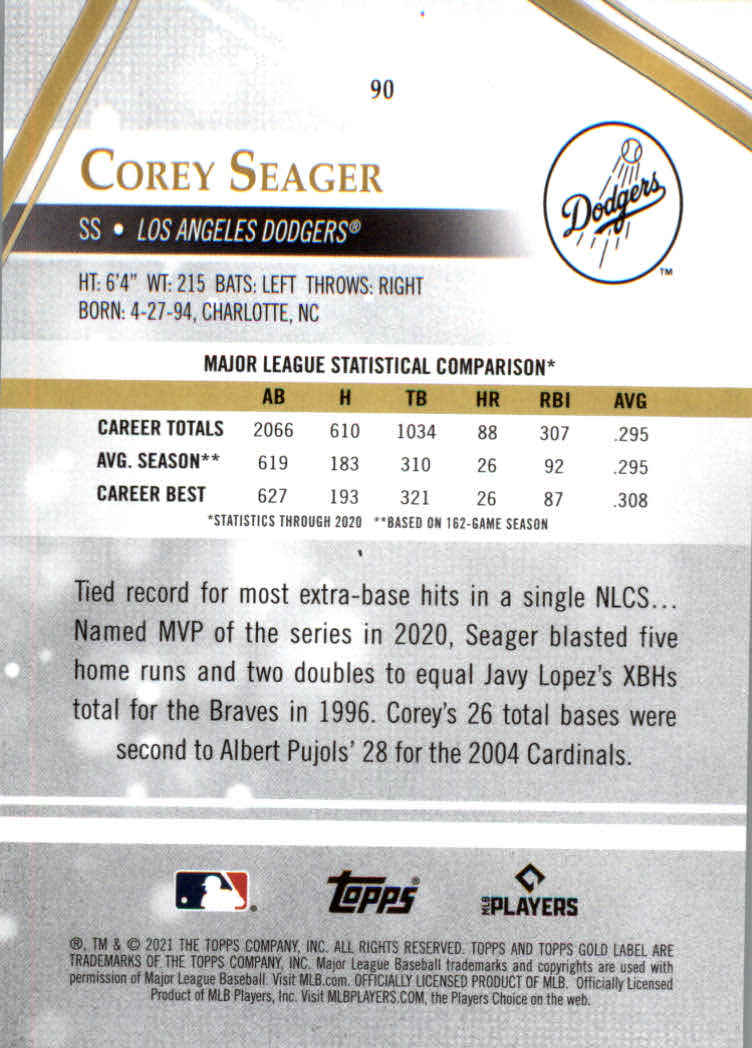 90
COREY SEAGER
Dodgers
TM
SS • LOS ANGELES DODGERS®
HT: 6'4" WT: 215 BATS: LEFT THROWS: RIGHT
BORN: 4-27-94, CHARLOTTE, NC
MAJOR LEAGUE STATISTICAL COMPARISON*
AB H TB HR RBI AVG
CAREER TOTALS 2066 610 1034 88 307 .295
AVG. SEASON** 619 183 310 26 92 .295
CAREER BEST 627 193 321 26 87 .308
*STATISTICS THROUGH 2020 **BASED ON 162-GAME SEASON
Tied record for most extra-base hits in a single NLCS...
Named MVP of the series in 2020, Seager blasted five
home runs and two doubles to equal Javy Lopez's XBHs
total for the Braves in 1996. Corey's 26 total bases were
second to Albert Pujols' 28 for the 2004 Cardinals.
TOPPS® MLB PLAYERS
®, TM & © 2021 THE TOPPS COMPANY, INC. ALL RIGHTS RESERVED. TOPPS AND TOPPS GOLD LABEL ARE
TRADEMARKS OF THE TOPPS COMPANY, INC. Major League Baseball trademarks and copyrights are used with
permission of Major League Baseball. Visit MLB.com. OFFICIALLY LICENSED PRODUCT OF MLB. Officially Licensed
Product of MLB Players, Inc. Visit MLBPLAYERS.COM, the Players Choice on the web.